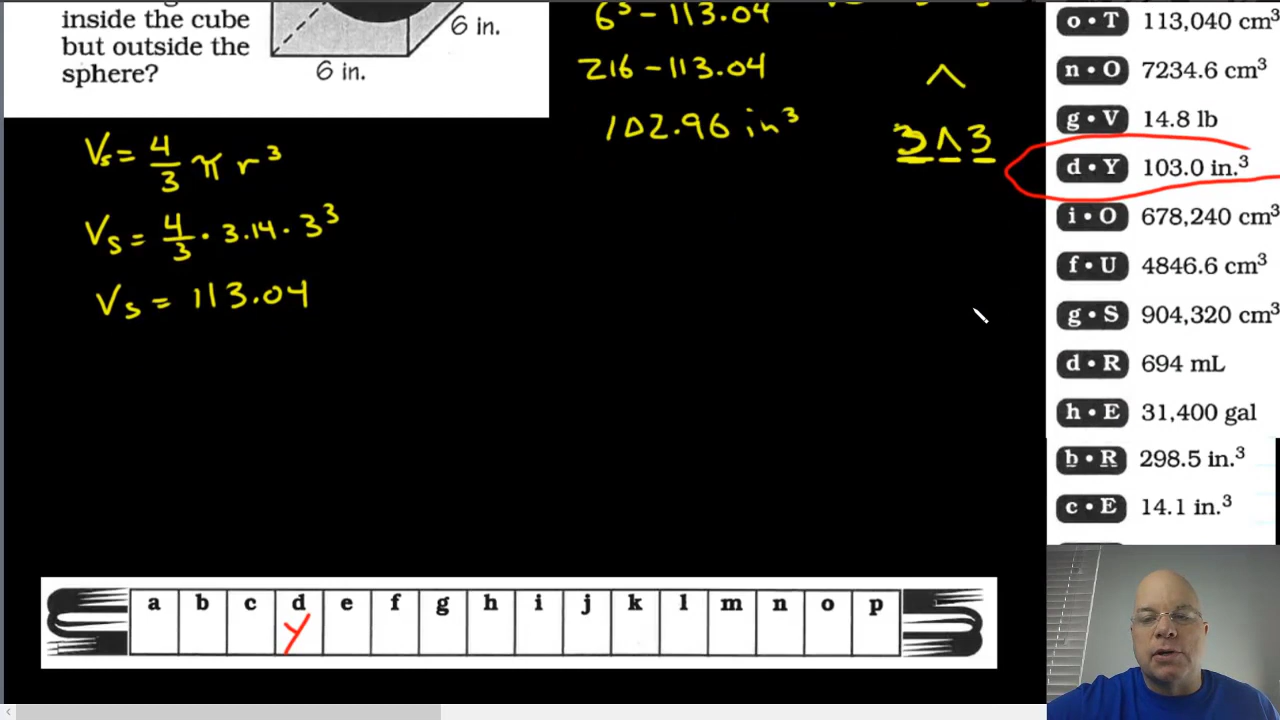 inside the cube
but outside the
sphere?
6 in.
6 in.
6³ – 113.04
216 – 113.04
102.96 in³
^
3^3
Vs = 4/3 π r³
Vs = 4/3 · 3.14 · 3³
Vs = 113.04
o • T 113,040 cm³
n • O 7234.6 cm³
g • V 14.8 lb
d • Y 103.0 in.³
i • O 678,240 cm³
f • U 4846.6 cm³
g • S 904,320 cm³
d • R 694 mL
h • E 31,400 gal
b • R 298.5 in.³
c • E 14.1 in.³
a b c d e f g h i j k l m n o p
y